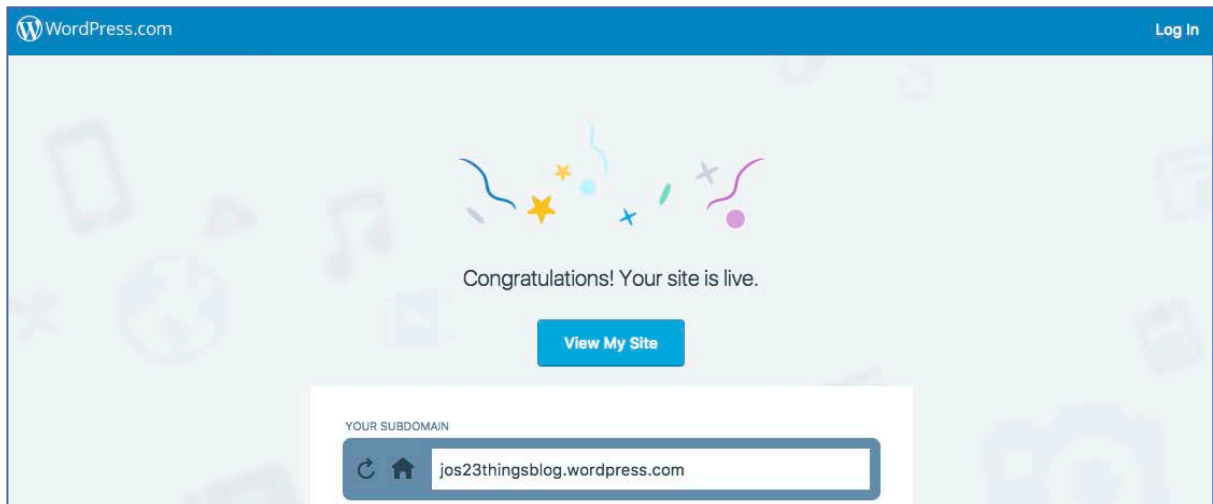 WordPress.com
Log In
Congratulations! Your site is live.
View My Site
YOUR SUBDOMAIN
jos23thingsblog.wordpress.com